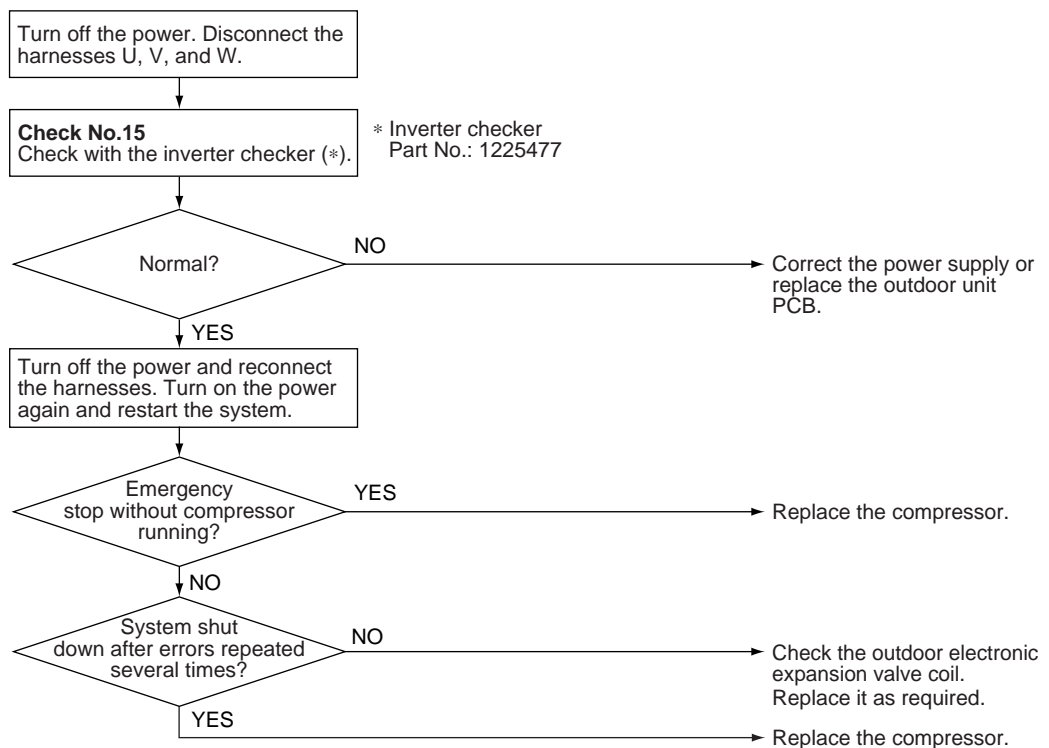 Turn off the power. Disconnect the
harnesses U, V, and W.
Check No.15
Check with the inverter checker (*).
* Inverter checker
Part No.: 1225477
Normal?
NO
Correct the power supply or
replace the outdoor unit
PCB.
YES
Turn off the power and reconnect
the harnesses. Turn on the power
again and restart the system.
Emergency
stop without compressor
running?
YES
Replace the compressor.
NO
System shut
down after errors repeated
several times?
NO
Check the outdoor electronic
expansion valve coil.
Replace it as required.
YES
Replace the compressor.